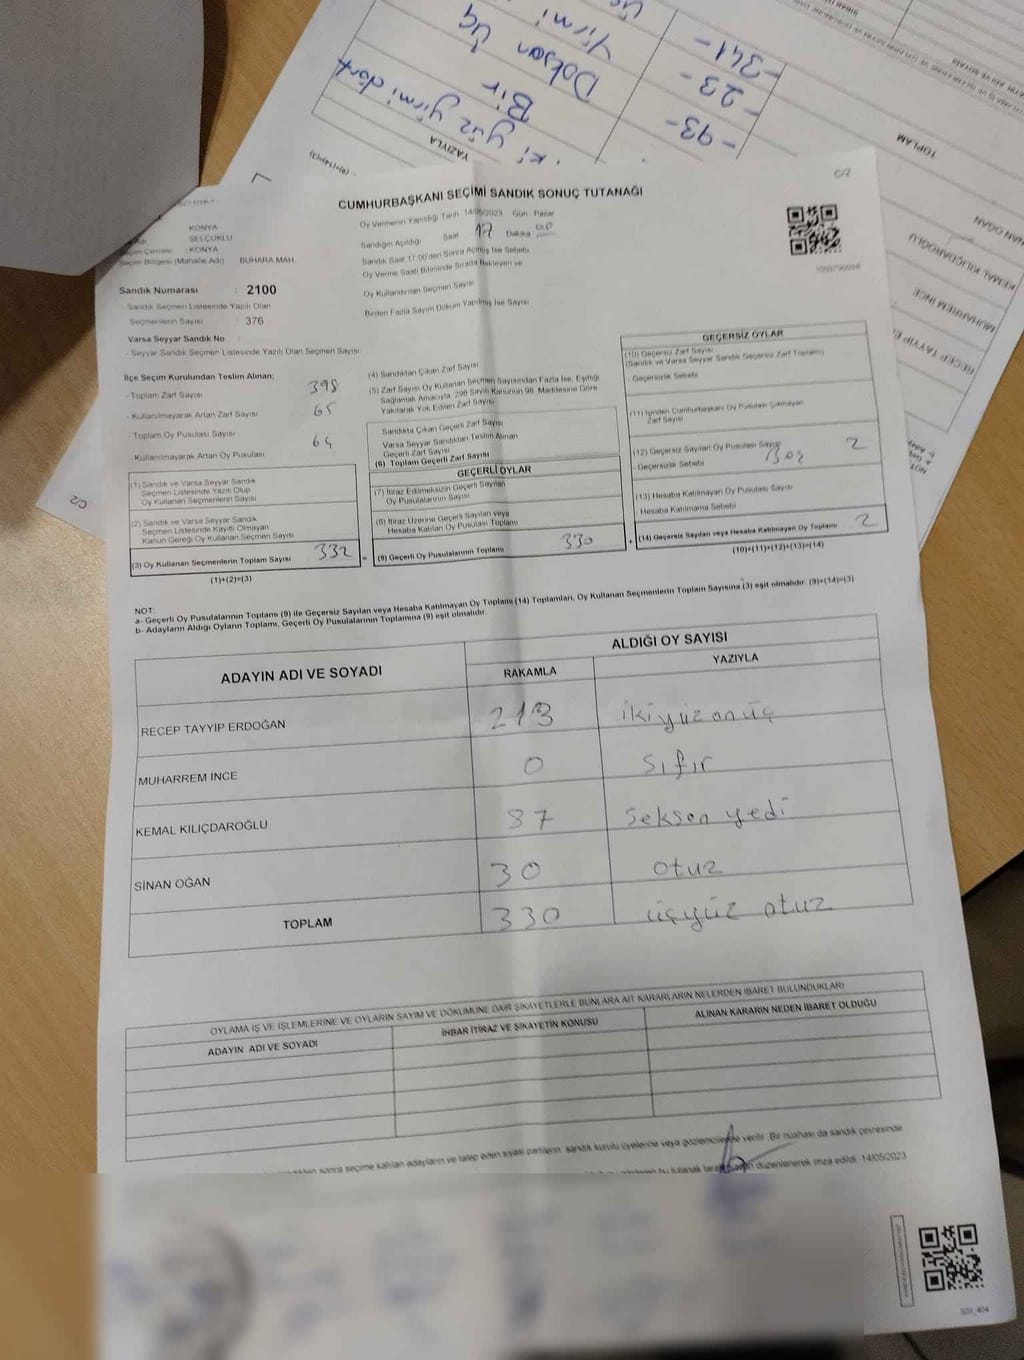 CUMHURBAŞKANI SEÇİMİ SANDIK SONUÇ TUTANAĞI
C/2
Oy Vermenin Yapıldığı Tarih 14/05/2023 Gün Pazar
Sandığın Açıldığı Saat 17 Dakika
Sandık Saat 17:00'den Sonra Açılmış İse Sebebi
Oy Verme Saati Bitiminde Sırada Bekleyen ve
Oy Kullandırılan Seçmen Sayısı
Birden Fazla Sayım Döküm Yapılmış İse Sayısı
KONYA
SELÇUKLU
Seçim Çevresi : KONYA
Seçim Bölgesi (Mahalle Adı) BUHARA MAH.
Sandık Numarası : 2100
Sandık Seçmen Listesinde Yazılı Olan
Seçmenlerin Sayısı : 376
Varsa Seyyar Sandık No
- Seyyar Sandık Seçmen Listesinde Yazılı Olan Seçmen Sayısı
İlçe Seçim Kurulundan Teslim Alınan;
- Toplam Zarf Sayısı 398
- Kullanılmayarak Artan Zarf Sayısı 65
- Toplam Oy Pusulası Sayısı 64
- Kullanılmayarak Artan Oy Pusulası
(1) Sandık ve Varsa Seyyar Sandık
Seçmen Listesinde Yazılı Olup
Oy Kullanan Seçmenlerin Sayısı
(2) Sandık ve Varsa Seyyar Sandık
Seçmen Listesinde Kayıtlı Olmayan
Kanun Gereği Oy Kullanan Seçmen Sayısı
(3) Oy Kullanan Seçmenlerin Toplam Sayısı 332 =
(1)+(2)=(3)
(4) Sandıktan Çıkan Zarf Sayısı
(5) Zarf Sayısı Oy Kullanan Seçmen Sayısından Fazla İse, Eşitliği
Sağlamak Amacıyla, 298 Sayılı Kanunun 98. Maddesine Göre
Yakılarak Yok Edilen Zarf Sayısı
Sandıkta Çıkan Geçerli Zarf Sayısı
Varsa Seyyar Sandıktan Teslim Alınan
Geçerli Zarf Sayısı
(6) Toplam Geçerli Zarf Sayısı
GEÇERLİ OYLAR
(7) İtiraz Edilmeksizin Geçerli Sayılan
Oy Pusulalarının Sayısı
(8) İtiraz Üzerine Geçerli Sayılan veya
Hesaba Katılan Oy Pusulası Toplamı
(9) Geçerli Oy Pusulalarının Toplamı 330 +
GEÇERSİZ OYLAR
(10) Geçersiz Zarf Sayısı
(Sandık ve Varsa Seyyar Sandık Geçersiz Zarf Toplamı)
- Geçersizlik Sebebi
(11) İçinden Cumhurbaşkanı Oy Pusulası Çıkmayan
Zarf Sayısı
(12) Geçersiz Sayılan Oy Pusulası Sayısı 2
- Geçersizlik Sebebi Boş
(13) Hesaba Katılmayan Oy Pusulası Sayısı
Hesaba Katılmama Sebebi
(14) Geçersiz Sayılan veya Hesaba Katılmayan Oy Toplamı 2
(10)+(11)+(12)+(13)=(14)
NOT:
a- Geçerli Oy Pusulalarının Toplamı (9) ile Geçersiz Sayılan veya Hesaba Katılmayan Oy Toplamı (14) Toplamları, Oy Kullanan Seçmenlerin Toplam Sayısına (3) eşit olmalıdır. (9)+(14)=(3)
b- Adayların Aldığı Oyların Toplamı, Geçerli Oy Pusulalarının Toplamına (9) eşit olmalıdır.
ADAYIN ADI VE SOYADI
ALDIĞI OY SAYISI
RAKAMLA YAZIYLA
RECEP TAYYIP ERDOĞAN 213 ikiyüzonüç
MUHARREM İNCE 0 sıfır
KEMAL KILIÇDAROĞLU 87 seksen yedi
SİNAN OĞAN 30 otuz
TOPLAM 330 üçyüz otuz
OYLAMA İŞ VE İŞLEMLERİNE VE OYLARIN SAYIM VE DÖKÜMÜNE DAİR ŞİKAYETLERLE BUNLARA AİT KARARLARIN NELERDEN İBARET BULUNDUKLARI
ADAYIN ADI VE SOYADI İHBAR İTİRAZ VE ŞİKAYETİN KONUSU ALINAN KARARIN NEDEN İBARET OLDUĞU
sonra seçime katılan adayların ve talep eden siyasi partilerin sandık kurulu üyelerine veya gözlemcilerine verilir. Bir nüshası da sandık çevresinde
bu tutanak düzenlenerek imza edildi. 14/05/2023
YAZIYLA
iki yüz yirmi dört
Bir
Doksan üç -93-
Yirmi üç -23-
-341-
TOPLAM
SİNAN OĞAN
KEMAL KILIÇDAROĞLU
MUHARREM İNCE
RECEP TAYYIP
C/2